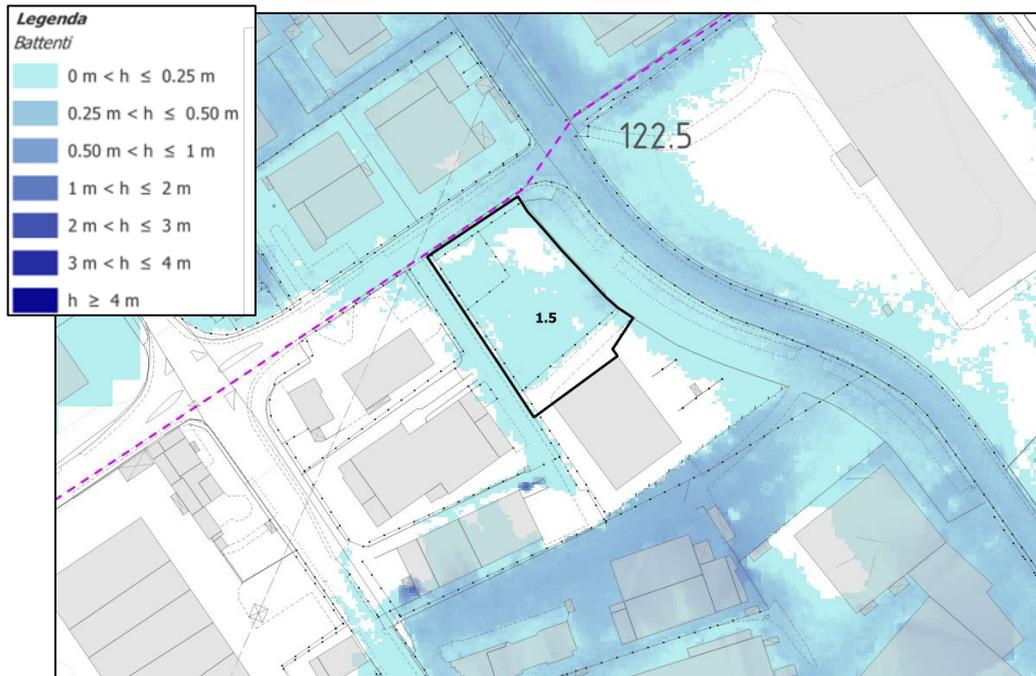 Legenda
Battenti
0 m < h ≤ 0.25 m
0.25 m < h ≤ 0.50 m
0.50 m < h ≤ 1 m
1 m < h ≤ 2 m
2 m < h ≤ 3 m
3 m < h ≤ 4 m
h ≥ 4 m
122.5
1.5